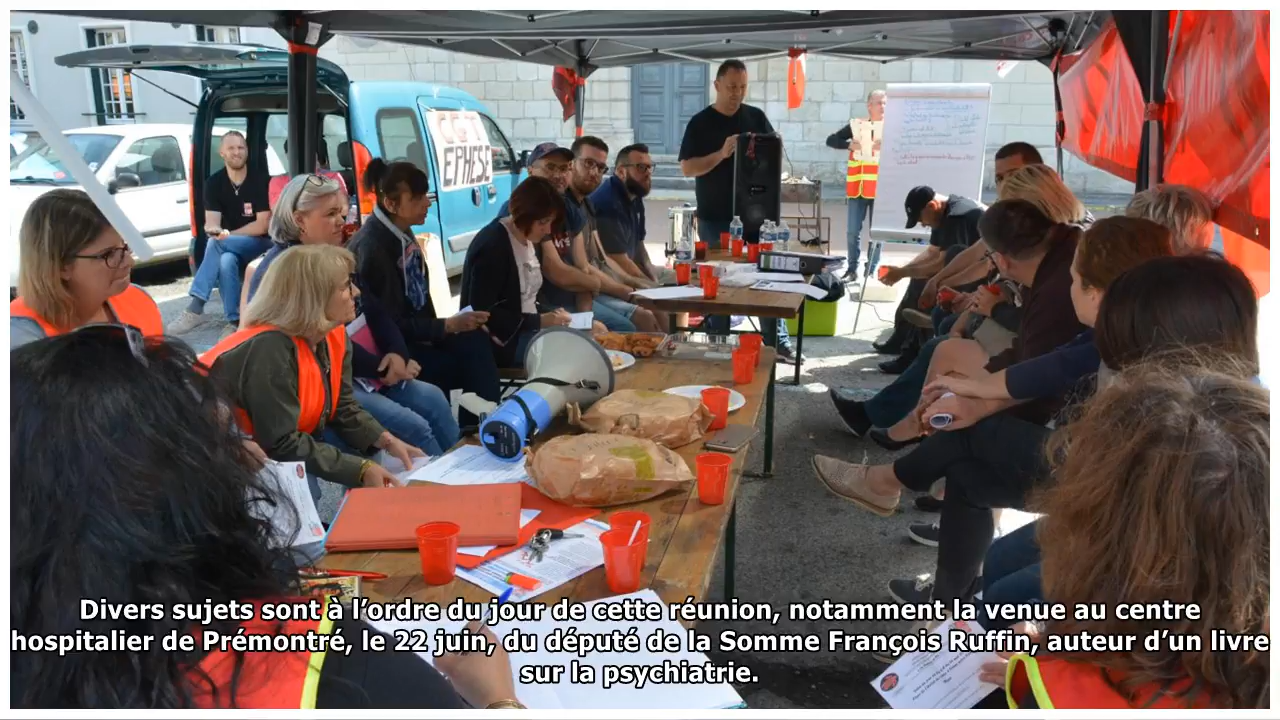 CGT
EPHESE
Divers sujets sont à l’ordre du jour de cette réunion, notamment la venue au centre
hospitalier de Prémontré, le 22 juin, du député de la Somme François Ruffin, auteur d’un livre
sur la psychiatrie.